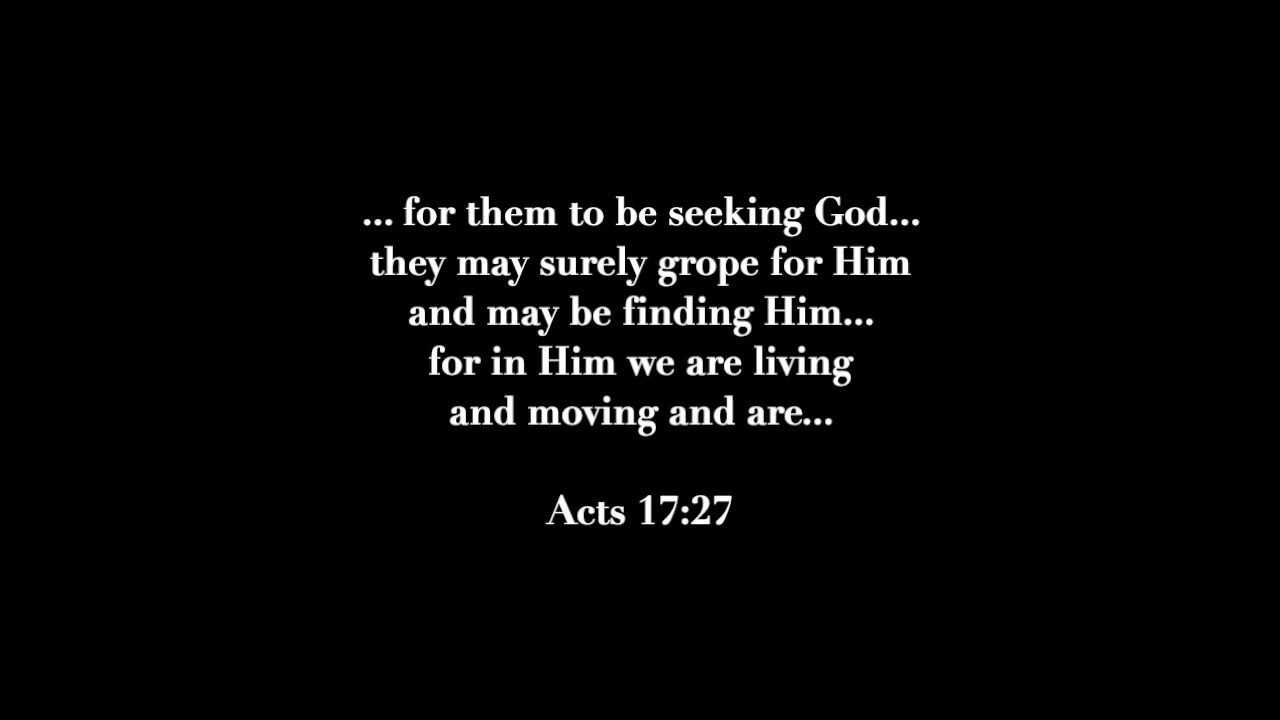 ... for them to be seeking God...
they may surely grope for Him
and may be finding Him...
for in Him we are living
and moving and are...
Acts 17:27